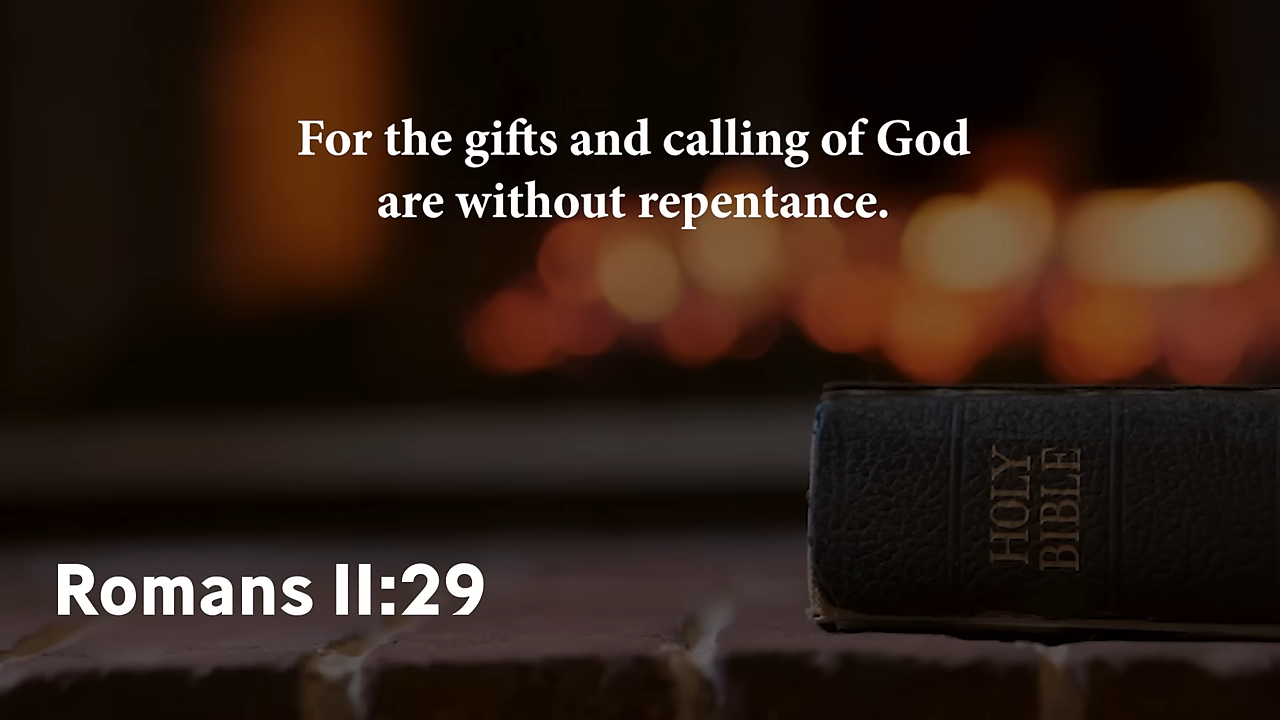 For the gifts and calling of God
are without repentance.
HOLY
BIBLE
Romans 11:29